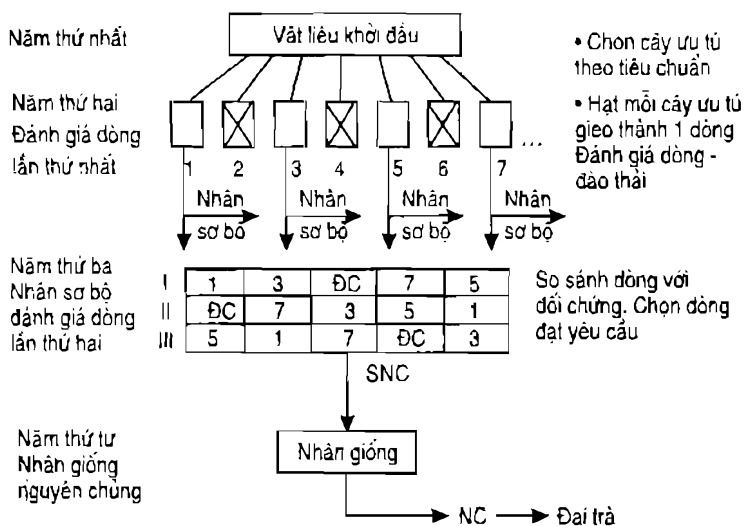 Năm thứ nhất
Vât liêu khởi đầu
• Chon cây ưu tú
theo tiêu chuẩn
Năm thứ hai
Đánh giá dòng
lần thứ nhất
• Hạt mỗi cây ưu tú
gieo thành 1 dòng
Đánh giá dòng -
đào thải
...
1 2 3 4 5 6 7
Nhân Nhân Nhân Nhân
sơ bô sơ bộ sơ bộ sơ bộ
Năm thứ ba
Nhân sơ bộ
đánh giá dòng
lần thứ hai
I 1 3 ĐC 7 5
II ĐC 7 3 5 1
III 5 1 7 ĐC 3
So sánh dòng với
đối chứng. Chọn dòng
đạt yêu cầu
SNC
Năm thứ tư
Nhân giống
nguyên chủng
Nhân giống
NC
Đai trà